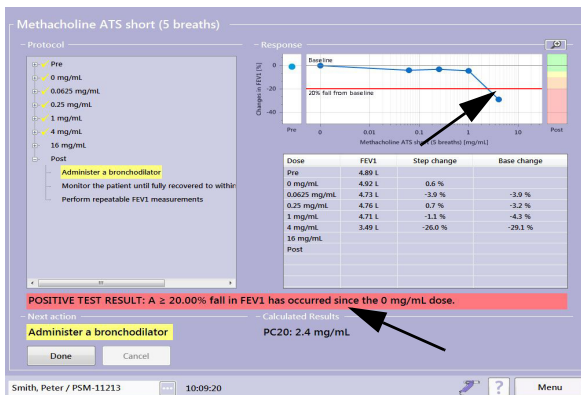 Methacholine ATS short (5 breaths)
Protocol
Pre
0 mg/mL
0.0625 mg/mL
0.25 mg/mL
1 mg/mL
4 mg/mL
16 mg/mL
Post
Administer a bronchodilator
Monitor the patient until fully recovered to within
Perform repeatable FEV1 measurements
Response
Changes in FEV1 [%]
0
-20
-40
Baseline
20% fall from baseline
Pre 0 0.01 0.1 1 10 Post
Methacholine ATS short (5 breaths) [mg/mL]
Dose FEV1 Step change Base change
Pre 4.89 L
0 mg/mL 4.92 L 0.6 %
0.0625 mg/mL 4.73 L -3.9 % -3.9 %
0.25 mg/mL 4.76 L 0.7 % -3.2 %
1 mg/mL 4.71 L -1.1 % -4.3 %
4 mg/mL 3.49 L -26.0 % -29.1 %
16 mg/mL
Post
POSITIVE TEST RESULT: A ≥ 20.00% fall in FEV1 has occurred since the 0 mg/mL dose.
Next action
Administer a bronchodilator
Done
Cancel
Calculated Results
PC20: 2.4 mg/mL
Smith, Peter / PSM-11213 ... 10:09:20 ? Menu